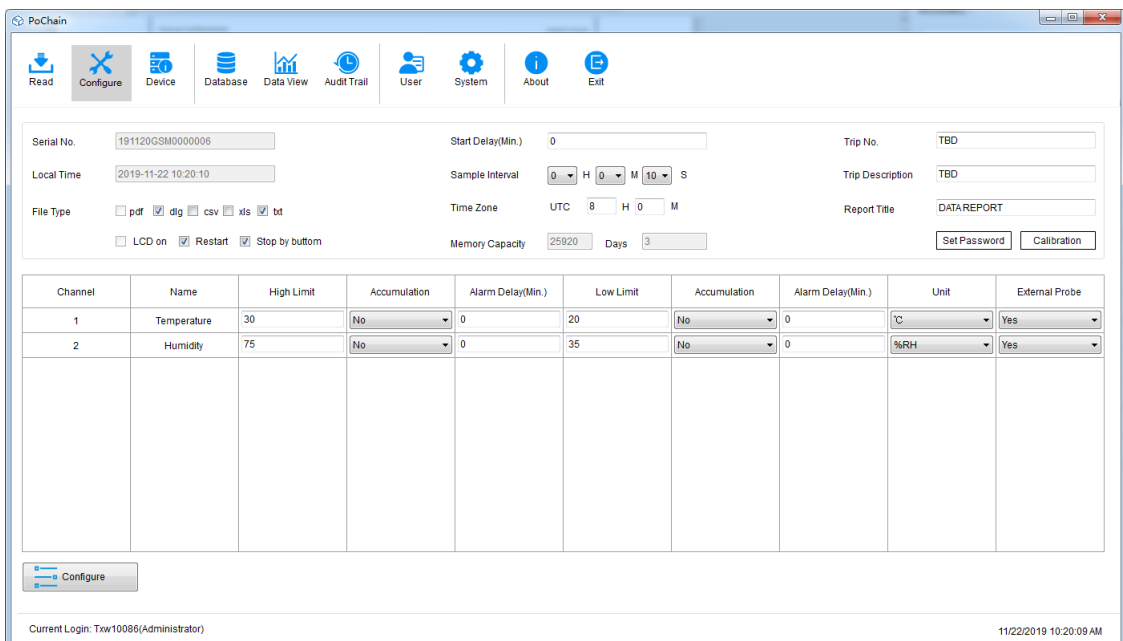 PoChain
Read Configure Device Database Data View Audit Trail User System About Exit
Serial No. 191120GSM0000006 Start Delay(Min.) 0 Trip No. TBD
Local Time 2019-11-22 10:20:10 Sample Interval 0 H 0 M 10 S Trip Description TBD
File Type pdf dlg csv xls txt Time Zone UTC 8 H 0 M Report Title DATAREPORT
LCD on Restart Stop by buttom Memory Capacity 25920 Days 3 Set Password Calibration
Channel Name High Limit Accumulation Alarm Delay(Min.) Low Limit Accumulation Alarm Delay(Min.) Unit External Probe
1 Temperature 30 No 0 20 No 0 ℃ Yes
2 Humidity 75 No 0 35 No 0 %RH Yes
Configure
Current Login: Txw10086(Administrator) 11/22/2019 10:20:09 AM